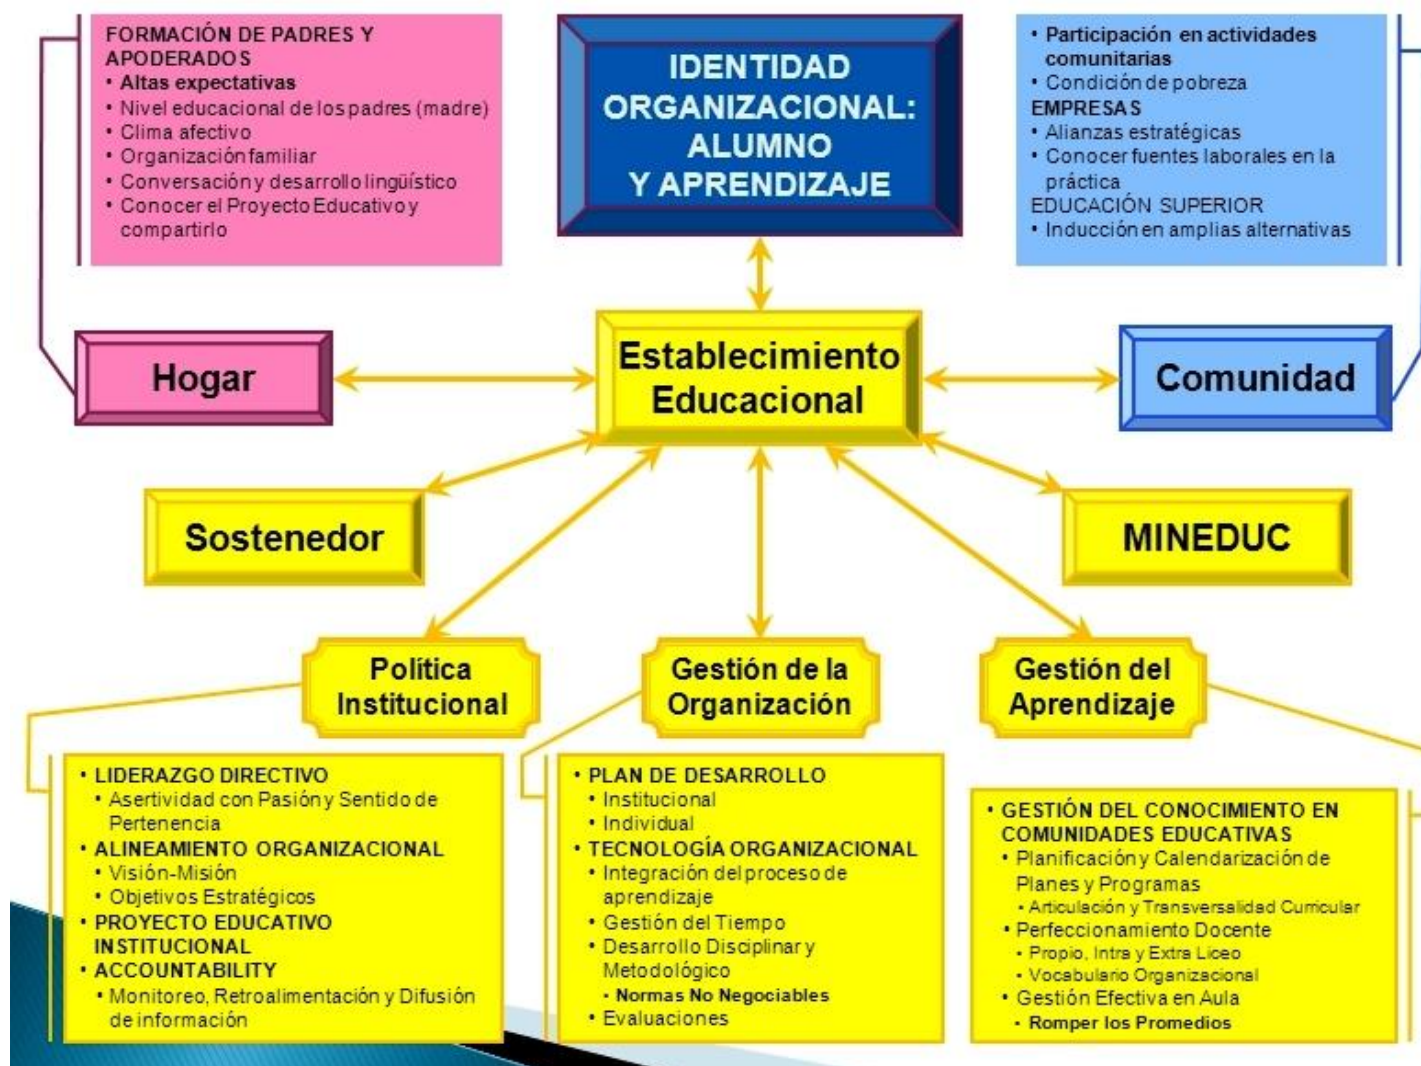 FORMACIÓN DE PADRES Y
APODERADOS
• Altas expectativas
• Nivel educacional de los padres (madre)
• Clima afectivo
• Organización familiar
• Conversación y desarrollo lingüístico
• Conocer el Proyecto Educativo y
compartirlo
IDENTIDAD
ORGANIZACIONAL:
ALUMNO
Y APRENDIZAJE
• Participación en actividades
comunitarias
• Condición de pobreza
EMPRESAS
• Alianzas estratégicas
• Conocer fuentes laborales en la
práctica
EDUCACIÓN SUPERIOR
• Inducción en amplias alternativas
Hogar
Establecimiento
Educacional
Comunidad
Sostenedor
MINEDUC
Política
Institucional
Gestión de la
Organización
Gestión del
Aprendizaje
• LIDERAZGO DIRECTIVO
• Asertividad con Pasión y Sentido de
Pertenencia
• ALINEAMIENTO ORGANIZACIONAL
• Visión-Misión
• Objetivos Estratégicos
• PROYECTO EDUCATIVO
INSTITUCIONAL
• ACCOUNTABILITY
• Monitoreo, Retroalimentación y Difusión
de información
• PLAN DE DESARROLLO
• Institucional
• Individual
• TECNOLOGÍA ORGANIZACIONAL
• Integración del proceso de
aprendizaje
• Gestión del Tiempo
• Desarrollo Disciplinar y
Metodológico
• Normas No Negociables
• Evaluaciones
• GESTIÓN DEL CONOCIMIENTO EN
COMUNIDADES EDUCATIVAS
• Planificación y Calendarización de
Planes y Programas
• Articulación y Transversalidad Curricular
• Perfeccionamiento Docente
• Propio, Intra y Extra Liceo
• Vocabulario Organizacional
• Gestión Efectiva en Aula
• Romper los Promedios